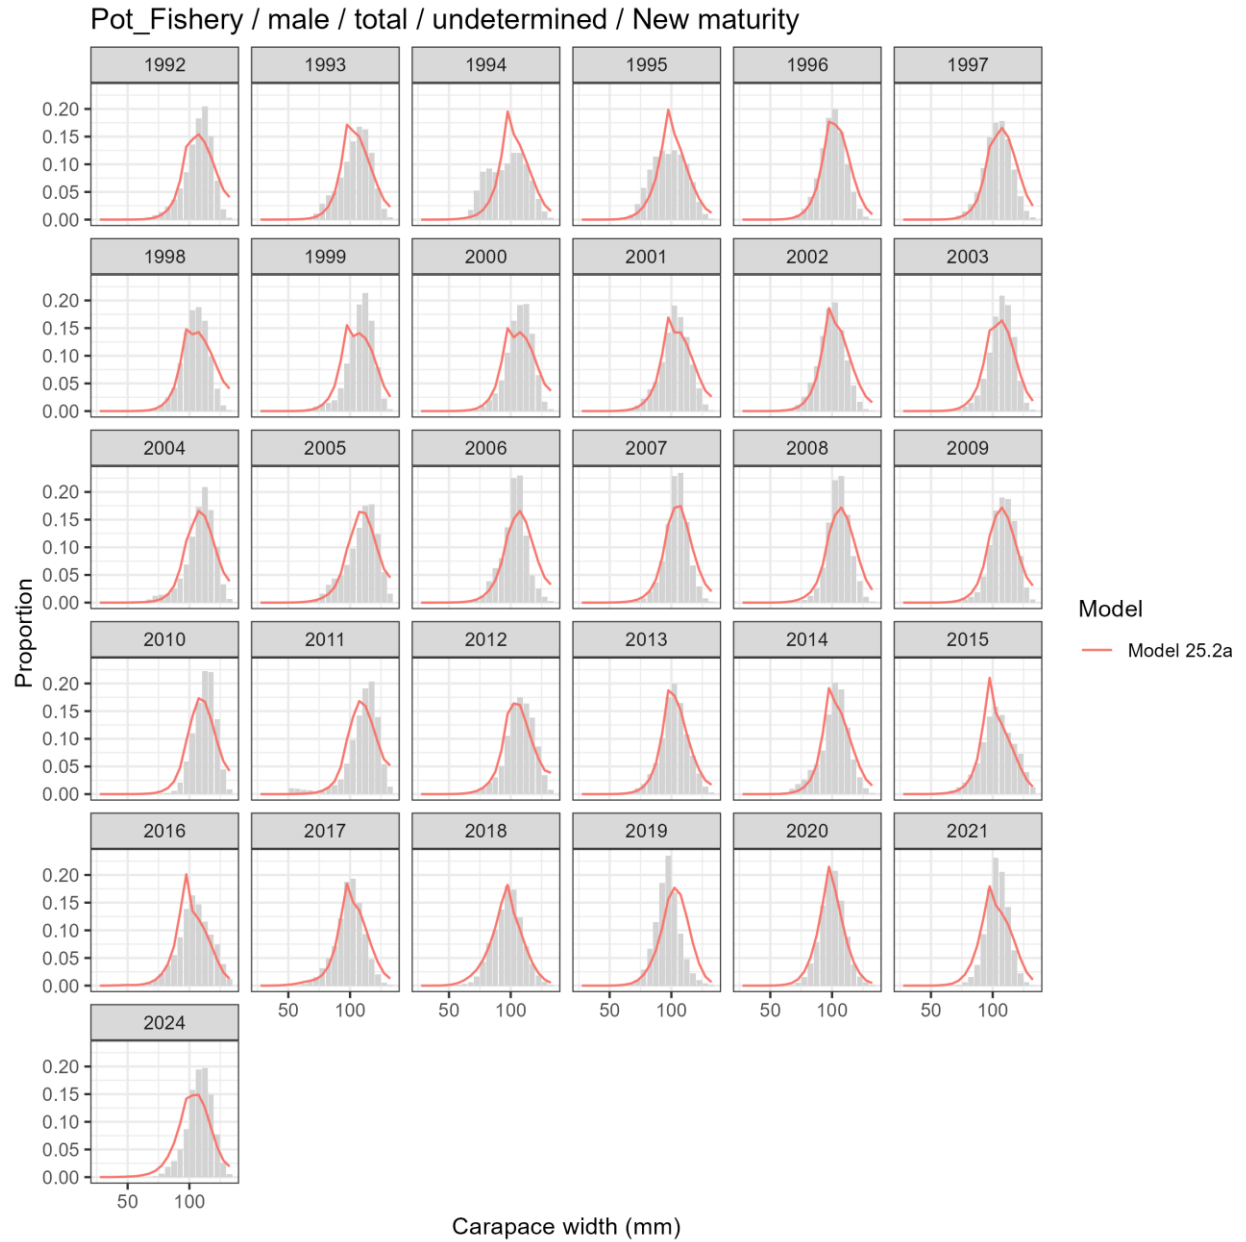 Pot_Fishery / male / total / undetermined / New maturity
1992 1993 1994 1995 1996 1997
0.20
0.15
0.10
0.05
0.00
1998 1999 2000 2001 2002 2003
0.20
0.15
0.10
0.05
0.00
2004 2005 2006 2007 2008 2009
0.20
0.15
0.10
0.05
0.00
Proportion
2010 2011 2012 2013 2014 2015
0.20
0.15
0.10
0.05
0.00
2016 2017 2018 2019 2020 2021
0.20
0.15
0.10
0.05
0.00
50 100 50 100 50 100 50 100 50 100
2024
0.20
0.15
0.10
0.05
0.00
50 100
Carapace width (mm)
Model
Model 25.2a